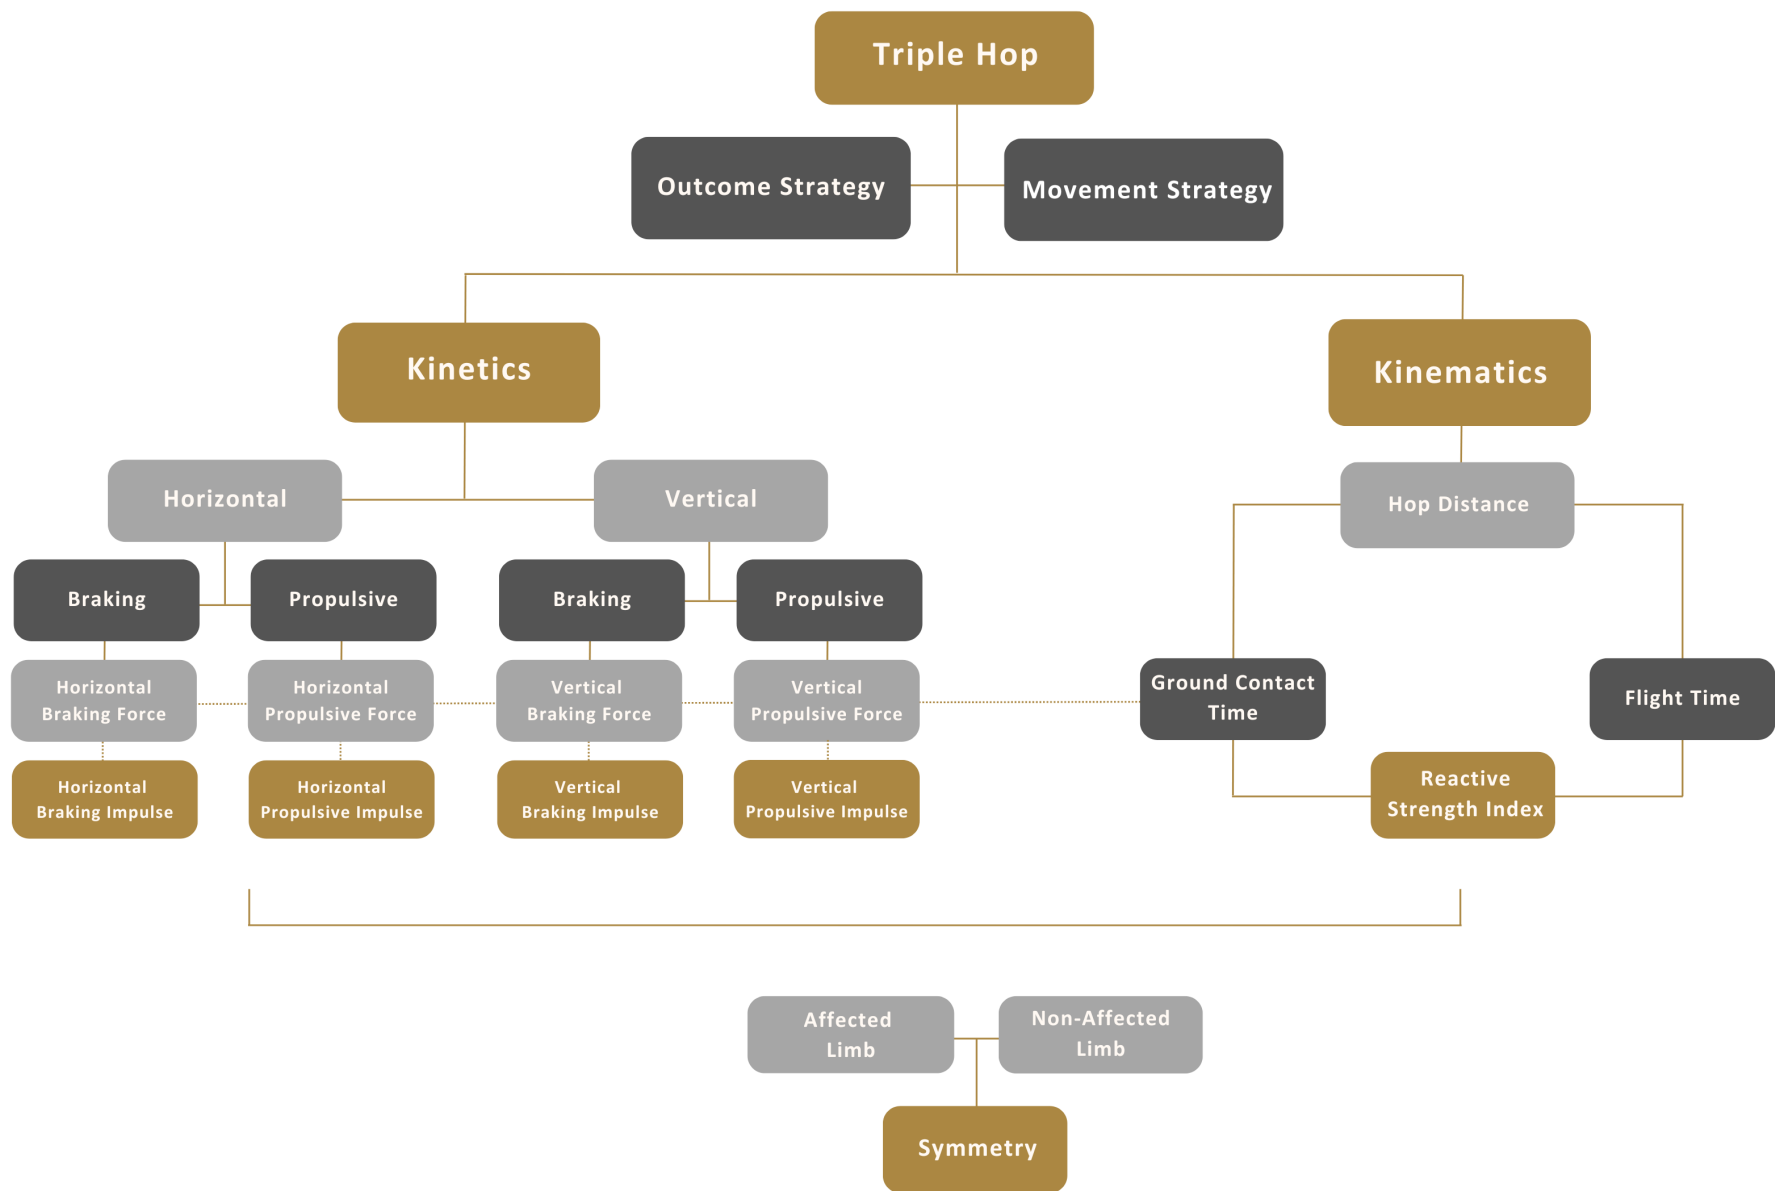 Triple Hop
Outcome Strategy
Movement Strategy
Kinetics
Kinematics
Horizontal
Vertical
Hop Distance
Braking
Propulsive
Braking
Propulsive
Horizontal
Braking Force
Horizontal
Propulsive Force
Vertical
Braking Force
Vertical
Propulsive Force
Ground Contact
Time
Flight Time
Horizontal
Braking Impulse
Horizontal
Propulsive Impulse
Vertical
Braking Impulse
Vertical
Propulsive Impulse
Reactive
Strength Index
Affected
Limb
Non-Affected
Limb
Symmetry